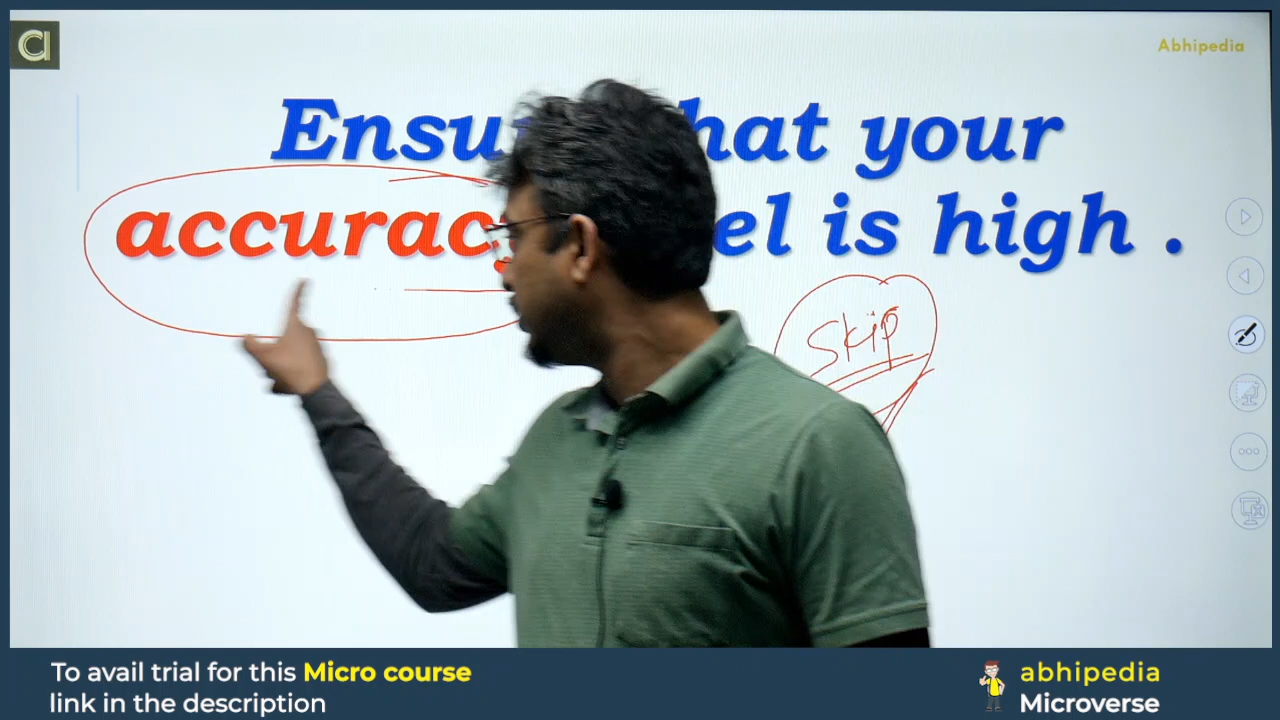 Abhipedia
Ensu hat your
accurac el is high .
Skip
To avail trial for this Micro course
link in the description
abhipedia
Microverse